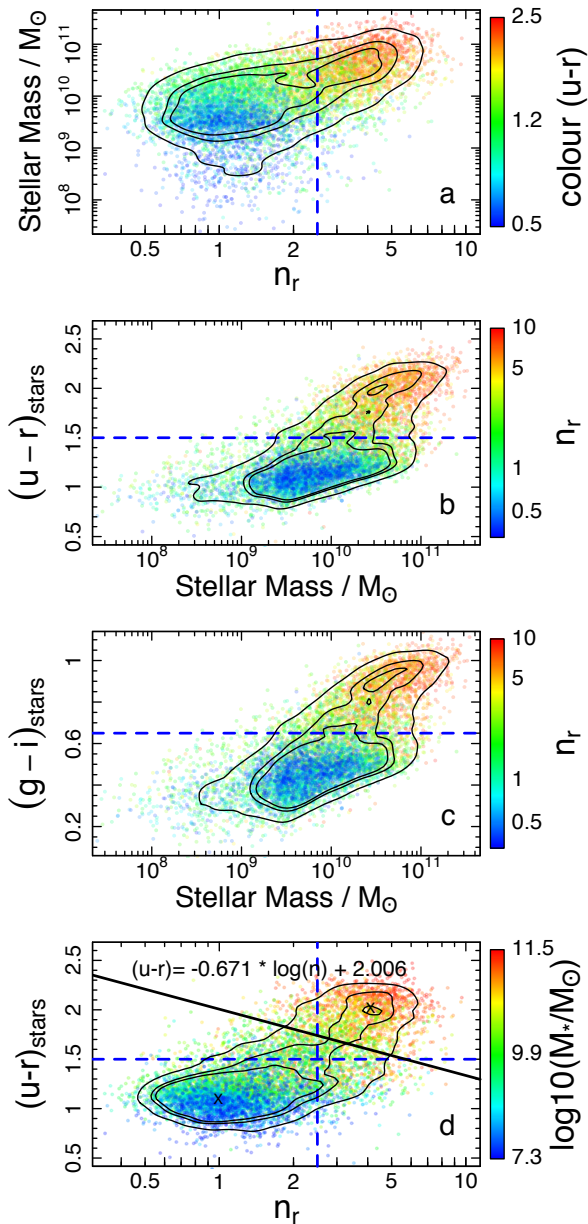 Stellar Mass / M⊙
10⁸ 10⁹ 10¹⁰ 10¹¹
a
0.5 1 2 5 10
nᵣ
0.5 1.2 2.5
colour (u-r)
(u − r)stars
0.5 1 1.5 2 2.5
b
10⁸ 10⁹ 10¹⁰ 10¹¹
Stellar Mass / M⊙
0.5 1 10
nᵣ
(g − i)stars
0.2 0.6 1
c
10⁸ 10⁹ 10¹⁰ 10¹¹
Stellar Mass / M⊙
0.5 1 10
nᵣ
(u-r)stars
0.5 1 1.5 2 2.5
(u-r)= -0.671 * log(n) + 2.006
x
x
d
0.5 1 2 5 10
nᵣ
7.3 9.9 11.5
log10(M*/M⊙)